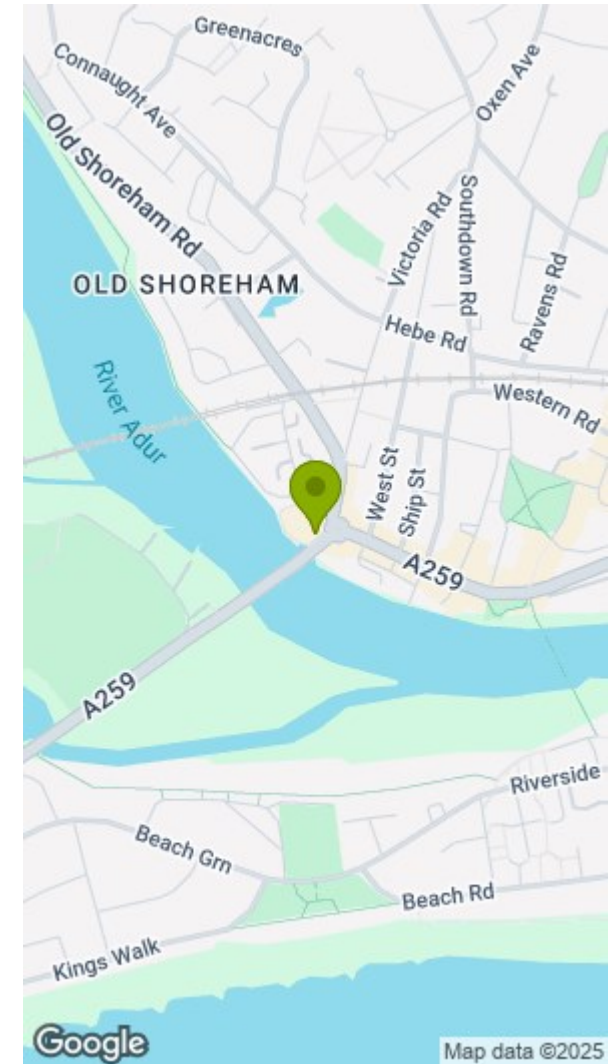 Greenacres
Connaught Ave
Oxen Ave
Old Shoreham Rd
Victoria Rd
Southdown Rd
Ravens Rd
OLD SHOREHAM
Hebe Rd
River Adur
Western Rd
West St
Ship St
A259
A259
Riverside
Beach Grn
Beach Rd
Kings Walk
Google
Map data ©2025